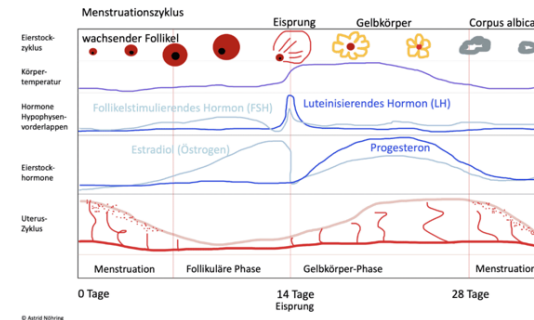 Menstruationszyklus
Eisprung
Gelbkörper
Corpus albica
Eierstock-
zyklus
wachsender Follikel
Körper-
temperatur
Hormone
Hypophysen-
vorderlappen
Follikelstimulierendes Hormon (FSH)
Luteinisierendes Hormon (LH)
Estradiol (Östrogen)
Progesteron
Eierstock-
hormone
Uterus-
Zyklus
Menstruation
Follikuläre Phase
Gelbkörper-Phase
Menstruation
0 Tage
14 Tage
Eisprung
28 Tage
© Astrid Nühring